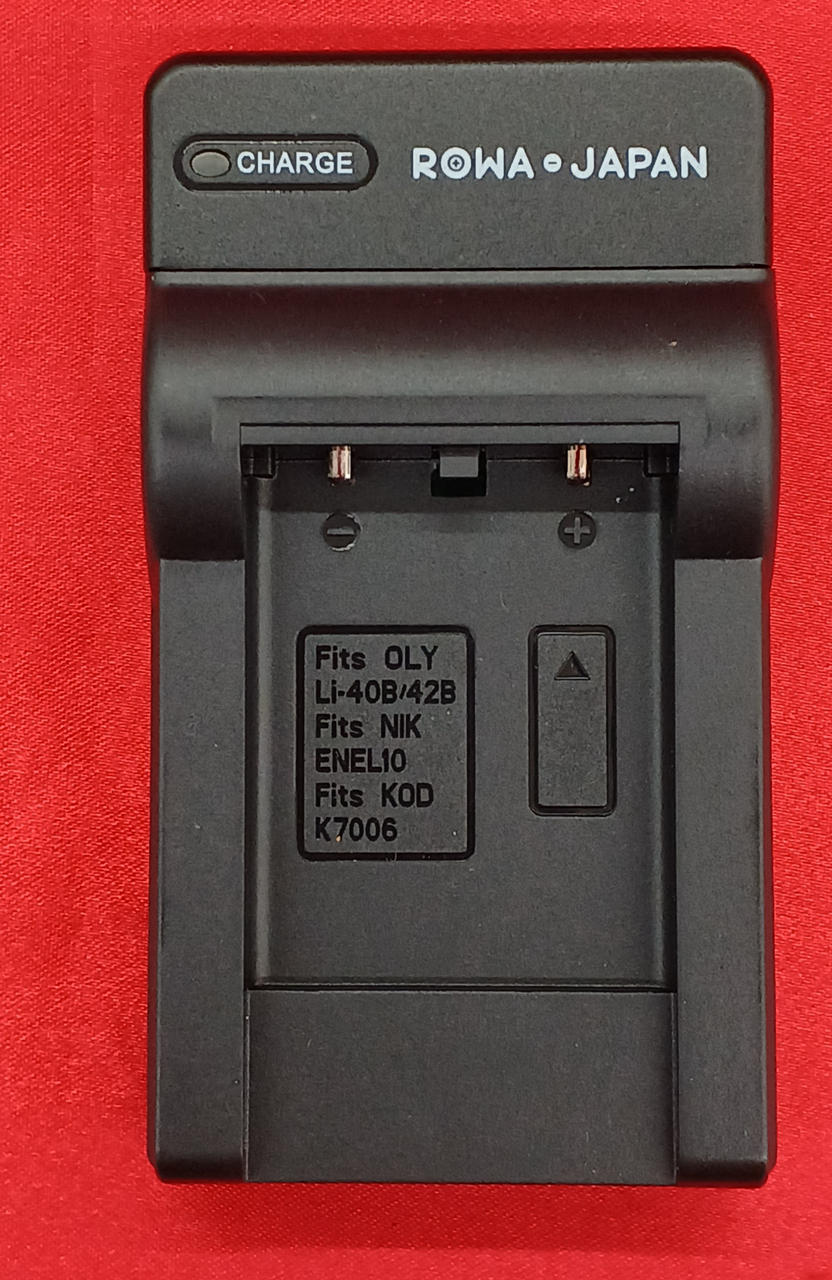 CHARGE
ROWA JAPAN
Fits OLY
Li-40B/42B
Fits NIK
ENEL10
Fits KOD
K7006